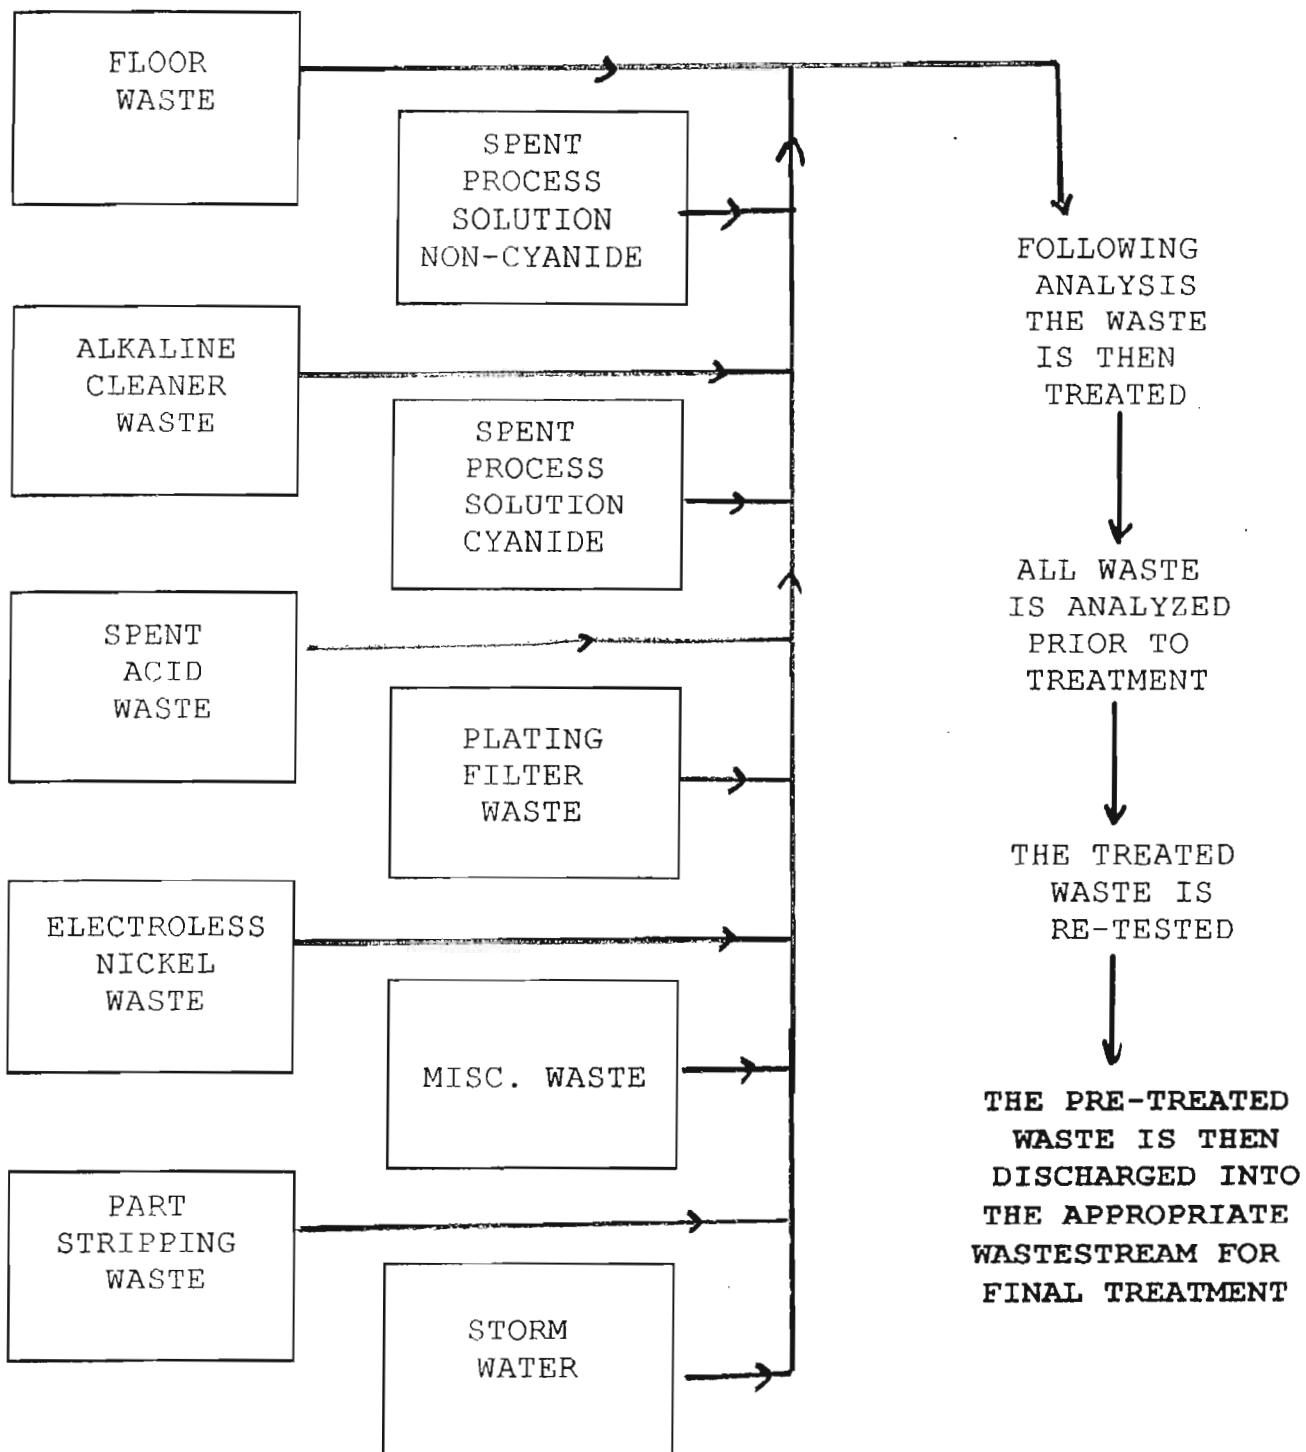 FLOOR
WASTE
SPENT
PROCESS
SOLUTION
NON-CYANIDE
ALKALINE
CLEANER
WASTE
SPENT
PROCESS
SOLUTION
CYANIDE
SPENT
ACID
WASTE
PLATING
FILTER
WASTE
ELECTROLESS
NICKEL
WASTE
MISC. WASTE
PART
STRIPPING
WASTE
STORM
WATER
FOLLOWING
ANALYSIS
THE WASTE
IS THEN
TREATED
ALL WASTE
IS ANALYZED
PRIOR TO
TREATMENT
THE TREATED
WASTE IS
RE-TESTED
THE PRE-TREATED
WASTE IS THEN
DISCHARGED INTO
THE APPROPRIATE
WASTESTREAM FOR
FINAL TREATMENT